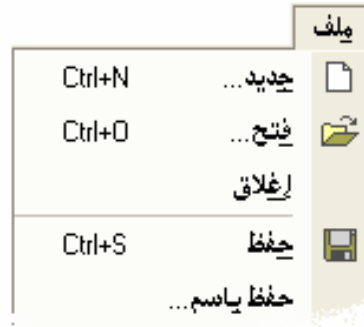 ملف
جديد... Ctrl+N
فتح... Ctrl+O
إغلاق
حفظ Ctrl+S
حفظ باسم...